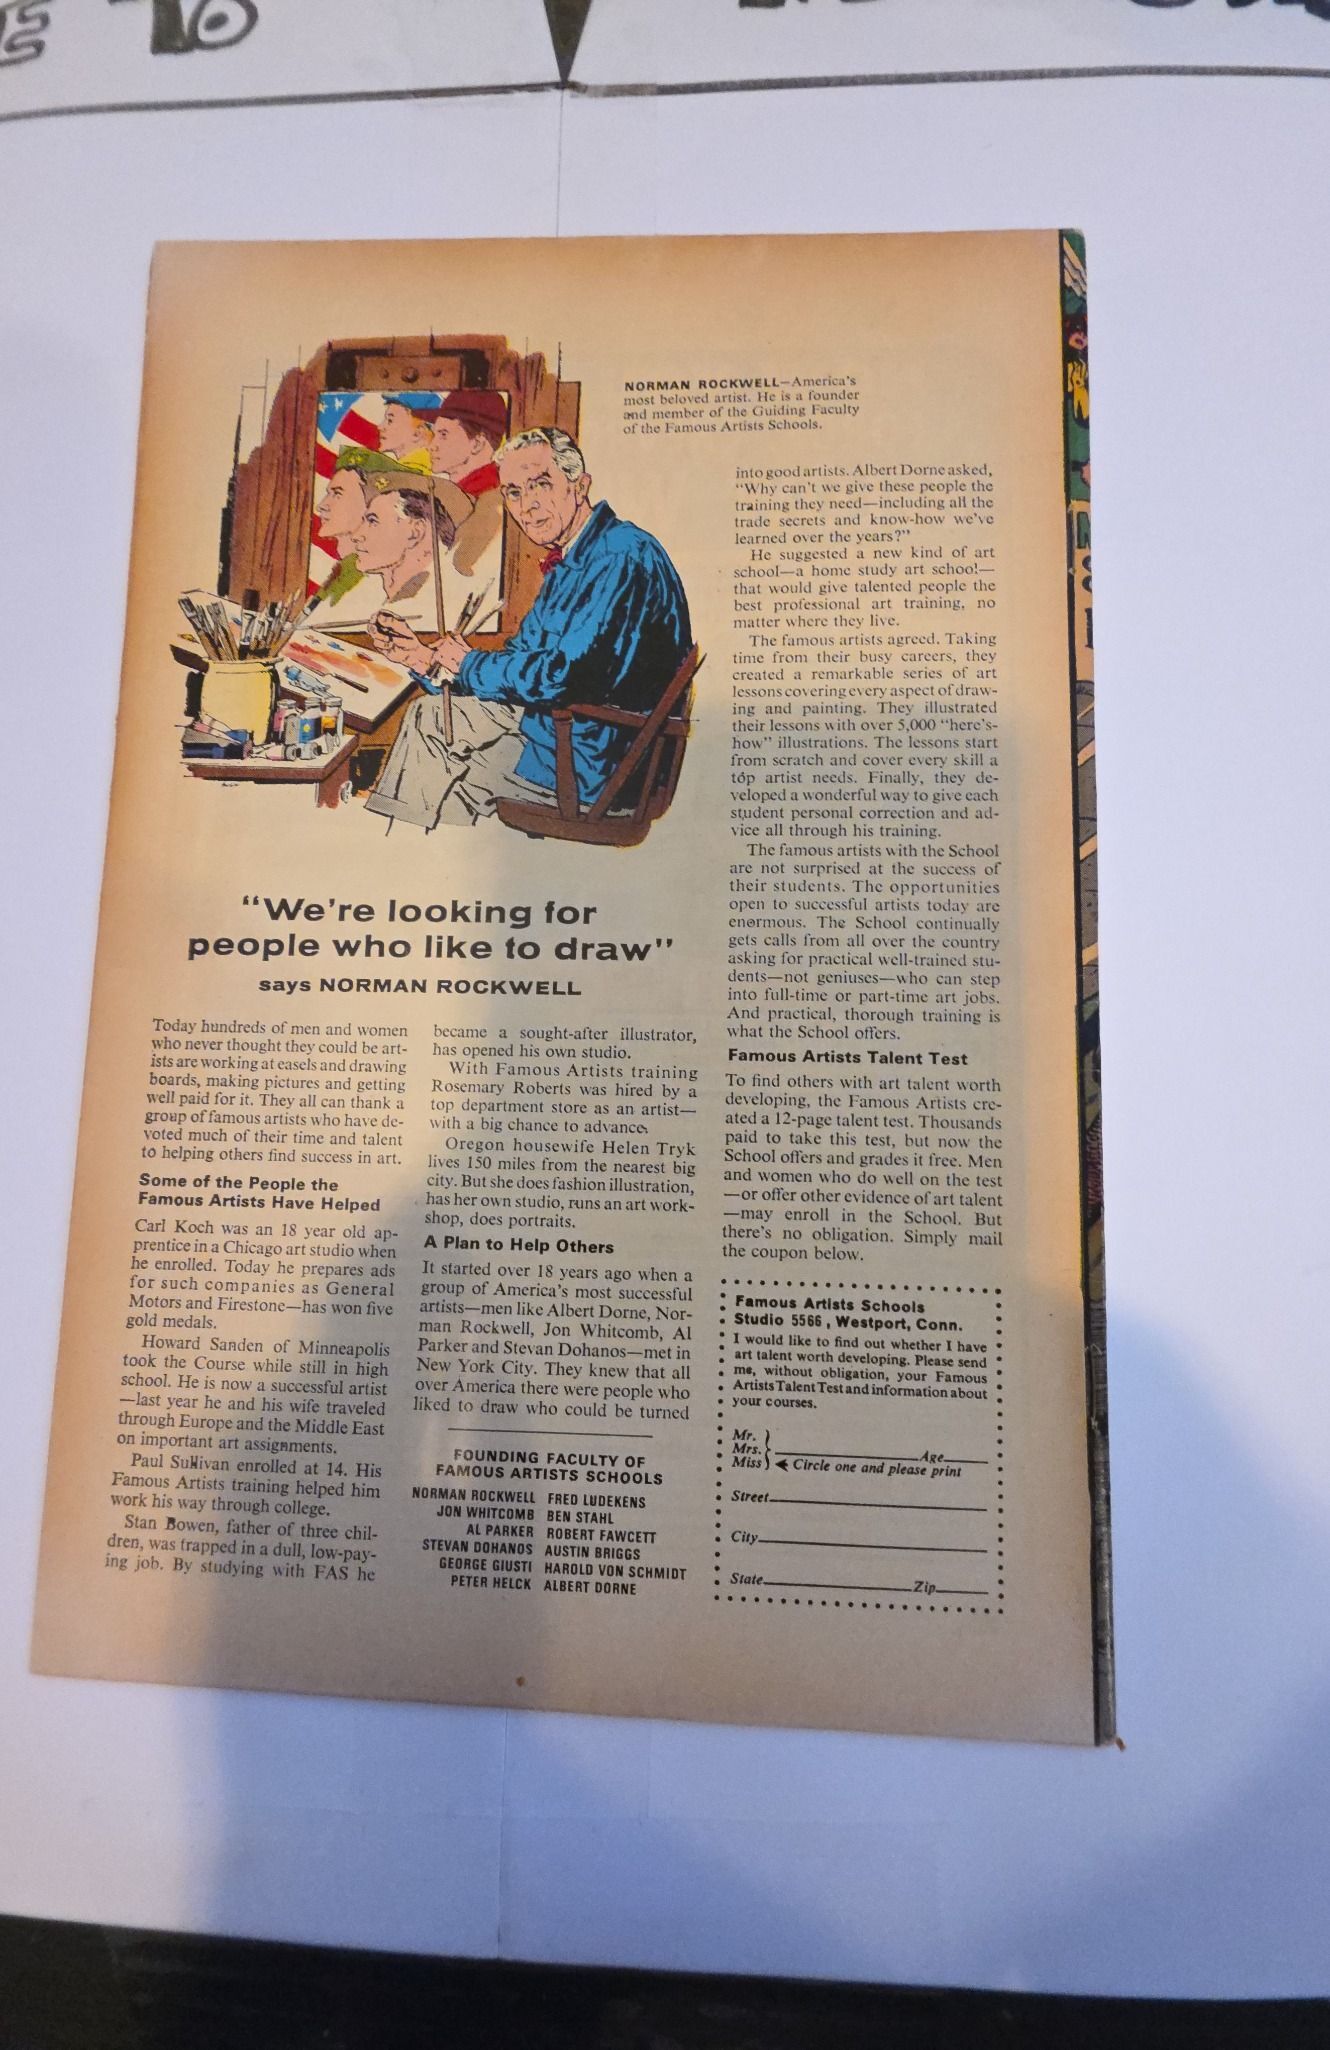 NORMAN ROCKWELL—America's
most beloved artist. He is a founder
and member of the Guiding Faculty
of the Famous Artists Schools.
"We're looking for
people who like to draw"
says NORMAN ROCKWELL
Today hundreds of men and women
who never thought they could be art-
ists are working at easels and drawing
boards, making pictures and getting
well paid for it. They all can thank a
group of famous artists who have de-
voted much of their time and talent
to helping others find success in art.
Some of the People the
Famous Artists Have Helped
Carl Koch was an 18 year old ap-
prentice in a Chicago art studio when
he enrolled. Today he prepares ads
for such companies as General
Motors and Firestone—has won five
gold medals.
Howard Sanden of Minneapolis
took the Course while still in high
school. He is now a successful artist
—last year he and his wife traveled
through Europe and the Middle East
on important art assignments.
Paul Sullivan enrolled at 14. His
Famous Artists training helped him
work his way through college.
Stan Bowen, father of three chil-
dren, was trapped in a dull, low-pay-
ing job. By studying with FAS he
became a sought-after illustrator,
has opened his own studio.
With Famous Artists training
Rosemary Roberts was hired by a
top department store as an artist—
with a big chance to advance.
Oregon housewife Helen Tryk
lives 150 miles from the nearest big
city. But she does fashion illustration,
has her own studio, runs an art work-
shop, does portraits.
A Plan to Help Others
It started over 18 years ago when a
group of America's most successful
artists—men like Albert Dorne, Nor-
man Rockwell, Jon Whitcomb, Al
Parker and Stevan Dohanos—met in
New York City. They knew that all
over America there were people who
liked to draw who could be turned
FOUNDING FACULTY OF
FAMOUS ARTISTS SCHOOLS
NORMAN ROCKWELL FRED LUDEKENS
JON WHITCOMB BEN STAHL
AL PARKER ROBERT FAWCETT
STEVAN DOHANOS AUSTIN BRIGGS
GEORGE GIUSTI HAROLD VON SCHMIDT
PETER HELCK ALBERT DORNE
into good artists. Albert Dorne asked,
"Why can't we give these people the
training they need—including all the
trade secrets and know-how we've
learned over the years?"
He suggested a new kind of art
school—a home study art school—
that would give talented people the
best professional art training, no
matter where they live.
The famous artists agreed. Taking
time from their busy careers, they
created a remarkable series of art
lessons covering every aspect of draw-
ing and painting. They illustrated
their lessons with over 5,000 "here's-
how" illustrations. The lessons start
from scratch and cover every skill a
top artist needs. Finally, they de-
veloped a wonderful way to give each
student personal correction and ad-
vice all through his training.
The famous artists with the School
are not surprised at the success of
their students. The opportunities
open to successful artists today are
enormous. The School continually
gets calls from all over the country
asking for practical well-trained stu-
dents—not geniuses—who can step
into full-time or part-time art jobs.
And practical, thorough training is
what the School offers.
Famous Artists Talent Test
To find others with art talent worth
developing, the Famous Artists cre-
ated a 12-page talent test. Thousands
paid to take this test, but now the
School offers and grades it free. Men
and women who do well on the test
—or offer other evidence of art talent
—may enroll in the School. But
there's no obligation. Simply mail
the coupon below.
Famous Artists Schools
Studio 5566, Westport, Conn.
I would like to find out whether I have
art talent worth developing. Please send
me, without obligation, your Famous
Artists Talent Test and information about
your courses.
Mr.
Mrs. Age
Miss Circle one and please print
Street
City
State Zip